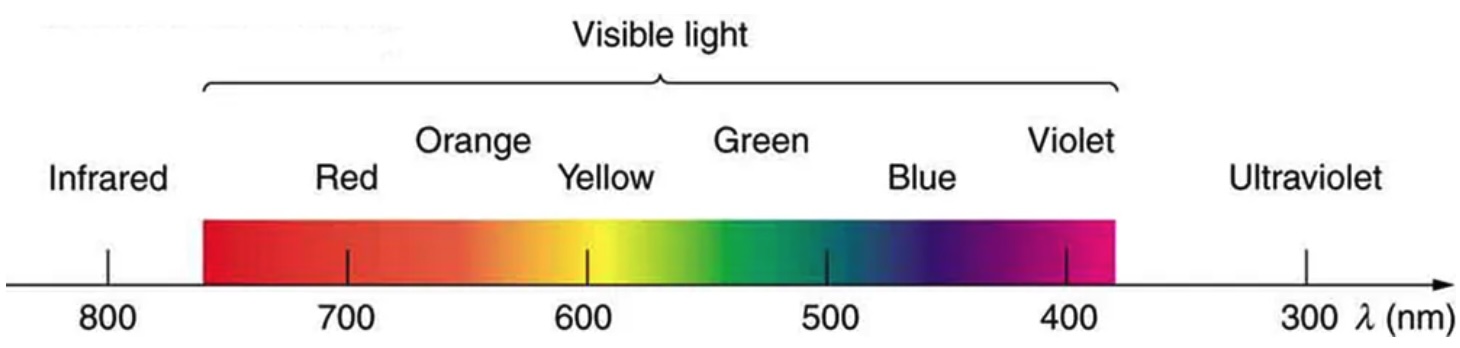 Visible light
Orange Green Violet
Infrared Red Yellow Blue Ultraviolet
800 700 600 500 400 300 λ (nm)